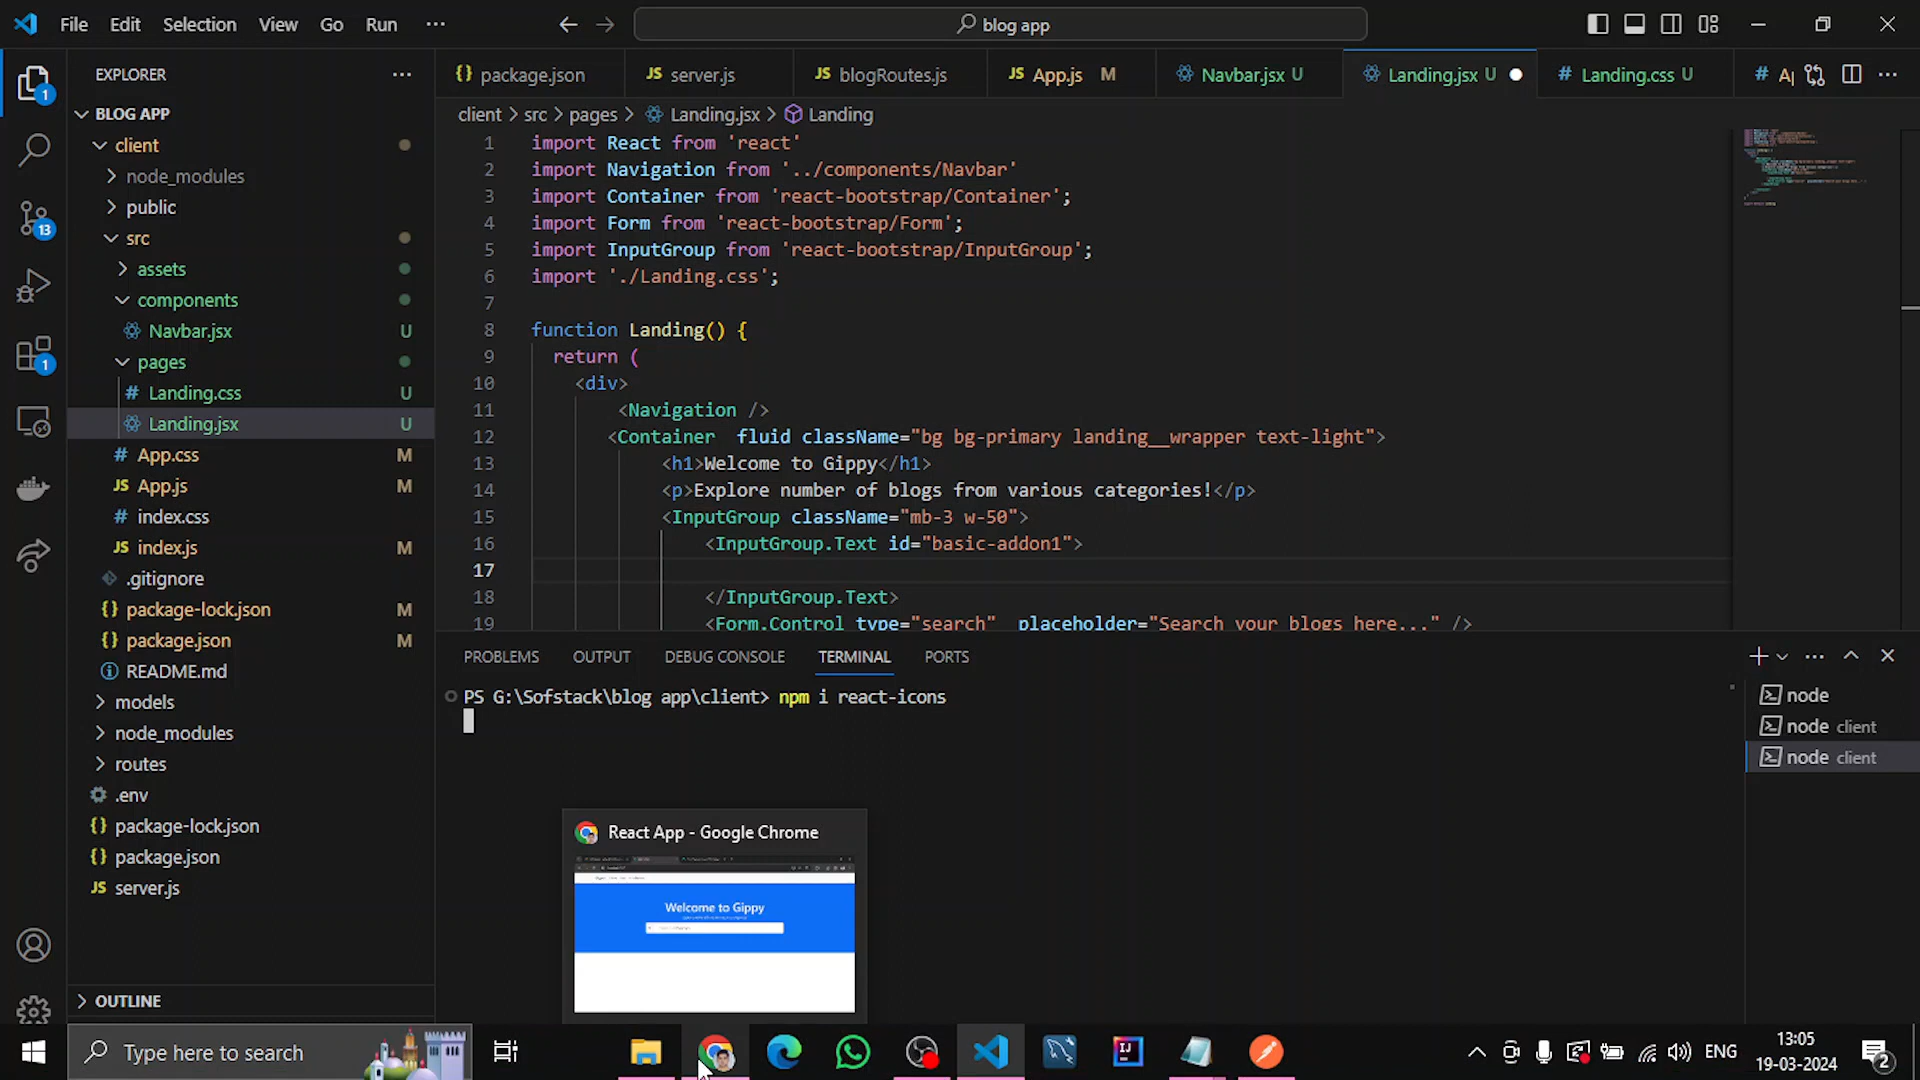 File Edit Selection View Go Run ···
blog app
EXPLORER
BLOG APP
client
node_modules
public
src
assets
components
Navbar.jsx U
pages
Landing.css U
Landing.jsx U
App.css M
App.js M
index.css
index.js M
.gitignore
package-lock.json M
package.json M
README.md
models
node_modules
routes
.env
package-lock.json
package.json
server.js
OUTLINE
1
13
1
package.json
server.js
blogRoutes.js
App.js M
Navbar.jsx U
Landing.jsx U
Landing.css U
client > src > pages > Landing.jsx > Landing
1 import React from 'react'
2 import Navigation from '../components/Navbar'
3 import Container from 'react-bootstrap/Container';
4 import Form from 'react-bootstrap/Form';
5 import InputGroup from 'react-bootstrap/InputGroup';
6 import './Landing.css';
7
8 function Landing() {
9 return (
10 <div>
11 <Navigation />
12 <Container  fluid className="bg bg-primary landing__wrapper text-light">
13 <h1>Welcome to Gippy</h1>
14 <p>Explore number of blogs from various categories!</p>
15 <InputGroup className="mb-3 w-50">
16 <InputGroup.Text id="basic-addon1">
17
18 </InputGroup.Text>
19 <Form.Control type="search"  placeholder="Search your blogs here..." />
PROBLEMS OUTPUT DEBUG CONSOLE TERMINAL PORTS
PS G:\Sofstack\blog app\client> npm i react-icons
node
node client
node client
React App - Google Chrome
Welcome to Gippy
Type here to search
ENG
13:05
19-03-2024
2